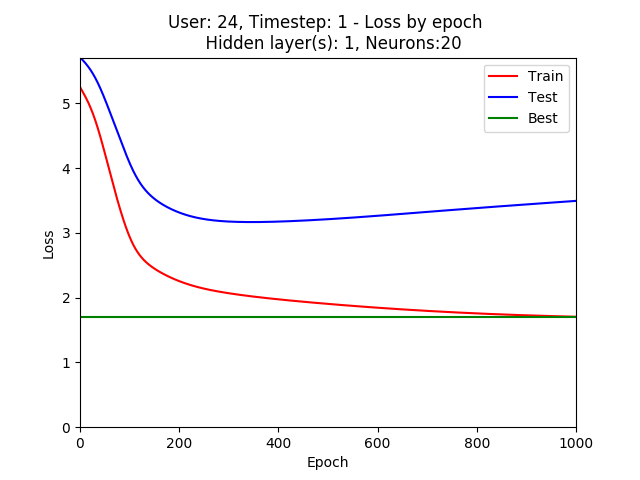 User: 24, Timestep: 1 - Loss by epoch
Hidden layer(s): 1, Neurons:20
Train
Test
Best
5
4
3
2
1
0
Loss
0 200 400 600 800 1000
Epoch